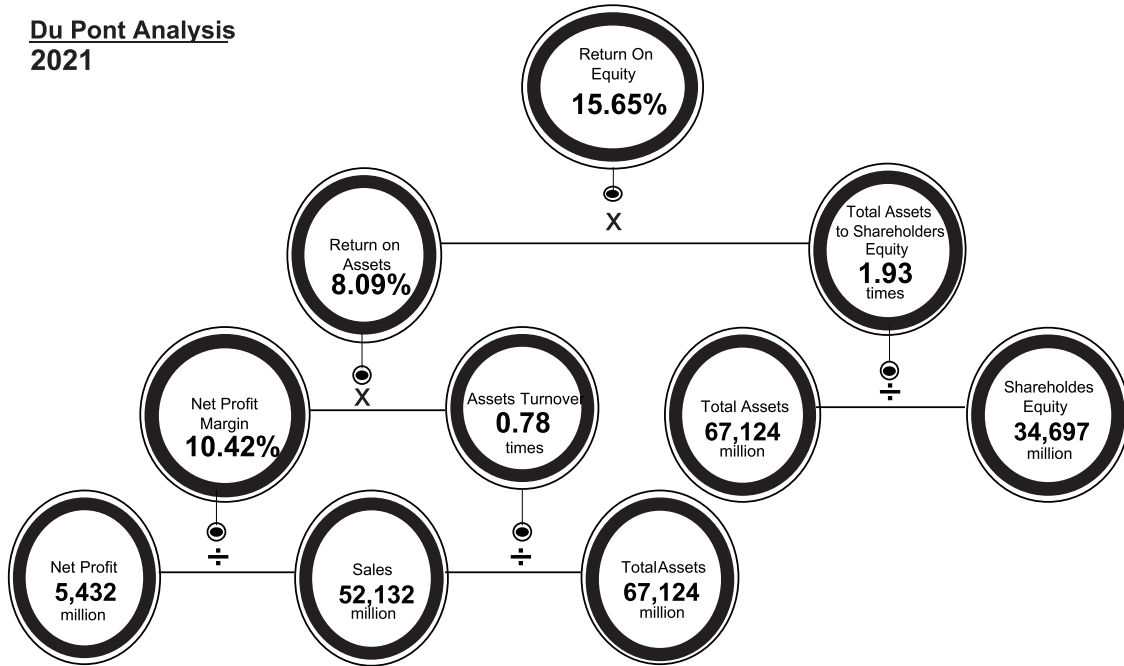 Du Pont Analysis
2021
Return On
Equity
15.65%
X
Return on
Assets
8.09%
Total Assets
to Shareholders
Equity
1.93
times
X
÷
Net Profit
Margin
10.42%
Assets Turnover
0.78
times
Total Assets
67,124
million
Shareholdes
Equity
34,697
million
÷
÷
Net Profit
5,432
million
Sales
52,132
million
TotalAssets
67,124
million